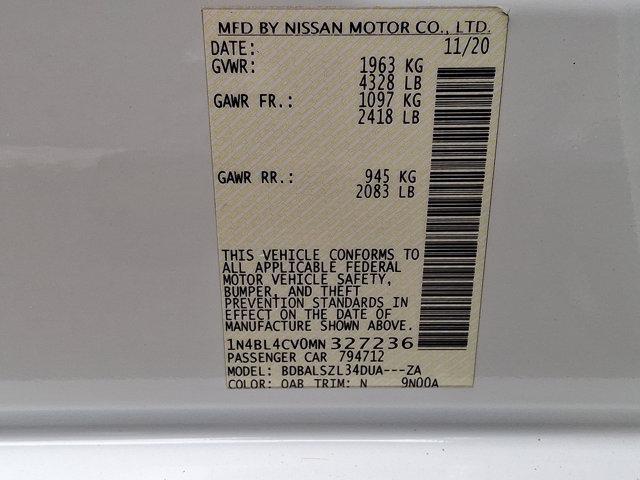 MFD BY NISSAN MOTOR CO., LTD.
DATE: 11/20
GVWR: 1963 KG
4328 LB
GAWR FR.: 1097 KG
2418 LB
GAWR RR.: 945 KG
2083 LB
THIS VEHICLE CONFORMS TO
ALL APPLICABLE FEDERAL
MOTOR VEHICLE SAFETY,
BUMPER, AND THEFT
PREVENTION STANDARDS IN
EFFECT ON THE DATE OF
MANUFACTURE SHOWN ABOVE.
1N4BL4CV0MN327236
PASSENGER CAR 794712
MODEL: BDBALSZL34DUA---ZA
COLOR: QAB TRIM: N 9N00A